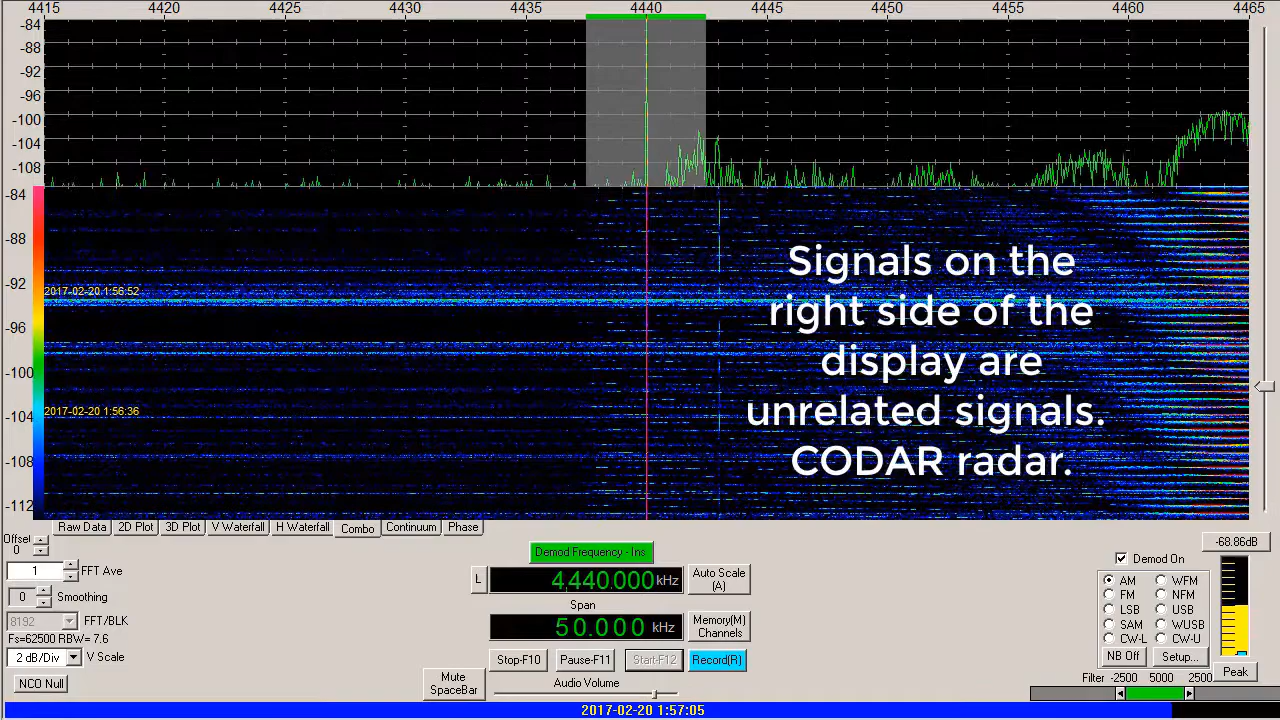 4415 4420 4425 4430 4435 4440 4445 4450 4455 4460 4465
-84
-88
-92
-96
-100
-104
-108
-84
-88
-92
-96
-100
-104
-108
-112
2017-02-20 1:56:52
2017-02-20 1:56:36
Signals on the
right side of the
display are
unrelated signals.
CODAR radar.
Raw Data 2D Plot 3D Plot V Waterfall H Waterfall Combo Continuum Phase
Offset
0
1 FFT Ave
0 Smoothing
8192 FFT/BLK
Fs=62500 RBW= 7.6
2 dB/Div V Scale
NCO Null
Demod Frequency - Ins
L 4,440.000 kHz
Auto Scale
(A)
Span
50.000 kHz
Memory(M)
Channels
Stop-F10 Pause-F11 Start-F12 Record(R)
Mute
SpaceBar
Audio Volume
-68.86dB
Demod On
AM WFM
FM NFM
LSB USB
SAM WUSB
CW-L CW-U
NB Off Setup...
Peak
Filter -2500 5000 2500
2017-02-20 1:57:05